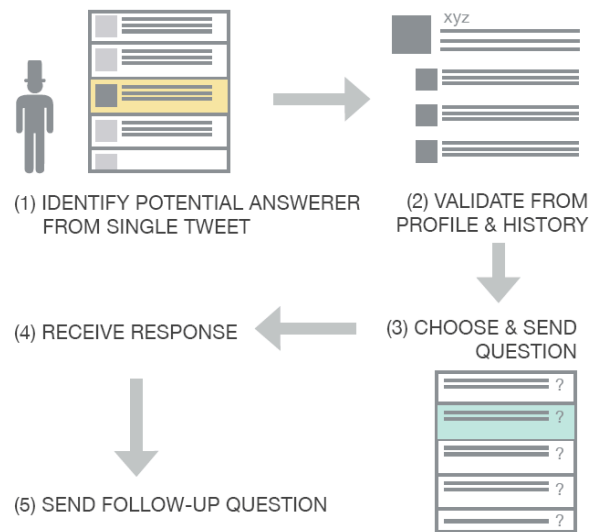 xyz
(1) IDENTIFY POTENTIAL ANSWERER
FROM SINGLE TWEET
(2) VALIDATE FROM
PROFILE & HISTORY
(3) CHOOSE & SEND
QUESTION
?
?
?
?
?
(4) RECEIVE RESPONSE
(5) SEND FOLLOW-UP QUESTION